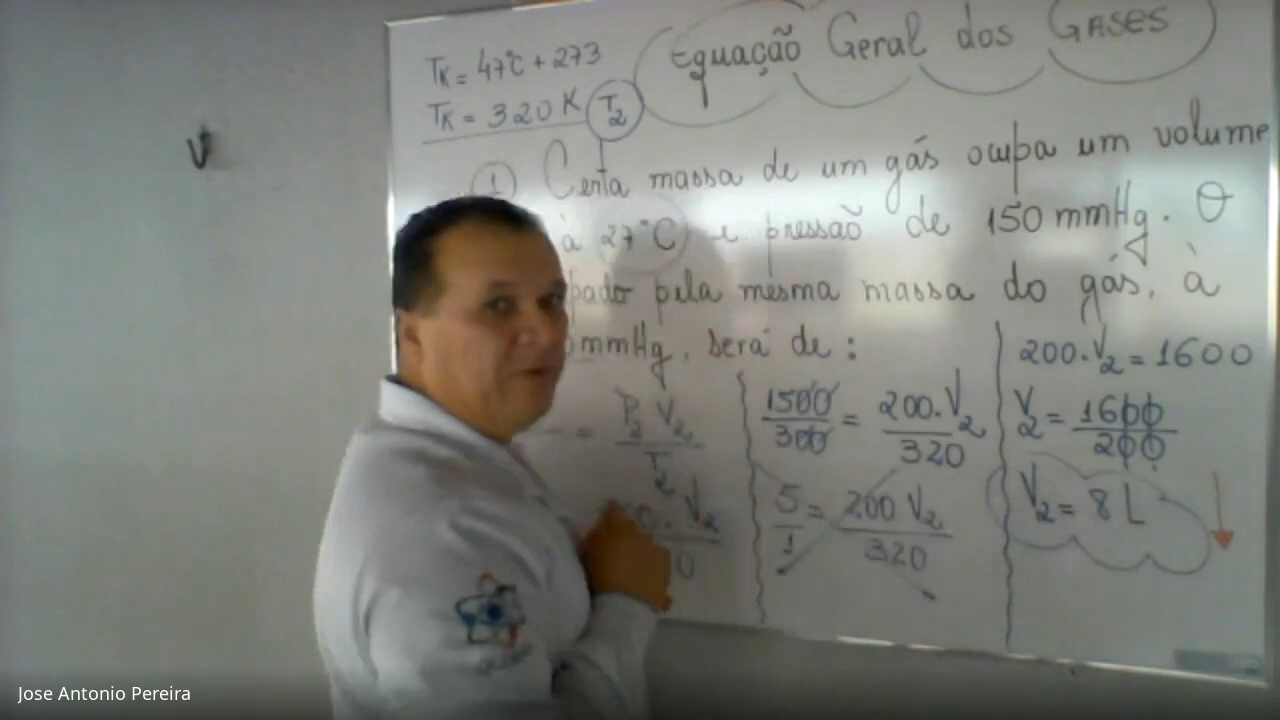 TK = 47°C + 273
TK = 320 K T2
Equação Geral dos GASES
1 Certa massa de um gás ocupa um volume
à 27°C e pressão de 150 mmHg. O
pado pela mesma massa do gás, à
mmHg, será de:
= P2 V2
T2
0. V2
0
1500 = 200.V2
300 320
5 = 200 V2
1 320
200.V2 = 1600
V2 = 1600
200
V2 = 8 L
Jose Antonio Pereira